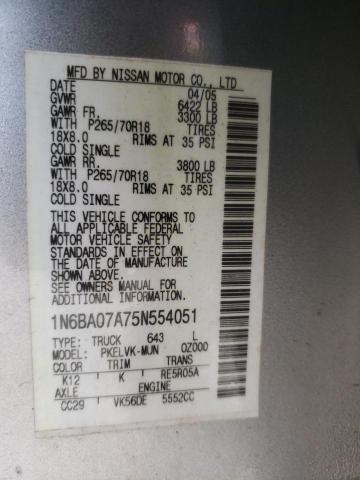 MFD BY NISSAN MOTOR CO., LTD
DATE 04/05
GVWR 6422 LB
GAWR FR. 3300 LB
WITH P265/70R18 TIRES
18X8.0 RIMS AT 35 PSI
COLD SINGLE
GAWR RR. 3800 LB
WITH P265/70R18 TIRES
18X8.0 RIMS AT 35 PSI
COLD SINGLE
THIS VEHICLE CONFORMS TO
ALL APPLICABLE FEDERAL
MOTOR VEHICLE SAFETY
STANDARDS IN EFFECT ON
THE DATE OF MANUFACTURE
SHOWN ABOVE.
SEE OWNERS MANUAL FOR
ADDITIONAL INFORMATION
1N6BA07A75N554051
TYPE: TRUCK 643 L
MODEL: PKELVK-MUN OZ000
COLOR TRIM TRANS
K12 K RE5R05A
AXLE ENGINE
CC29 VK56DE 5552CC